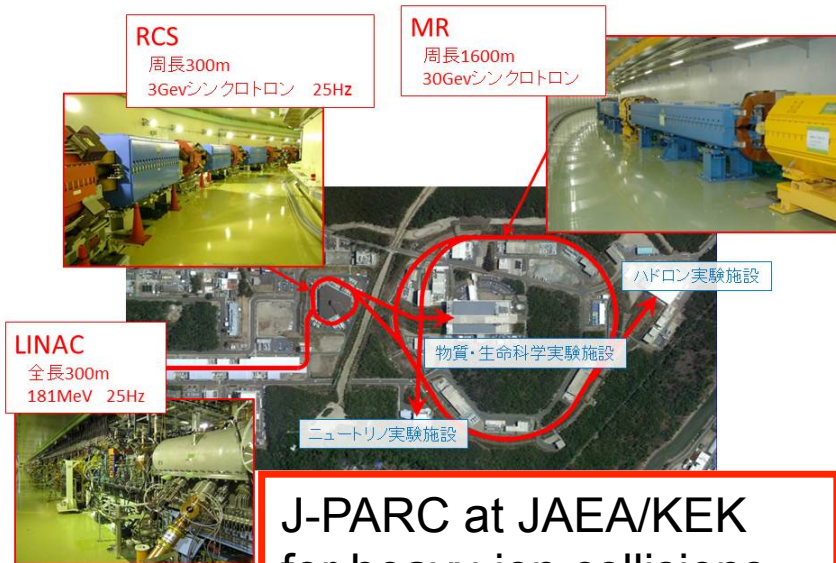 RCS
周長300m
3Gevシンクロトロン 25Hz
MR
周長1600m
30Gevシンクロトロン
ハドロン実験施設
LINAC
全長300m
181MeV 25Hz
物質・生命科学実験施設
ニュートリノ実験施設
J-PARC at JAEA/KEK
for heavy-ion collisions